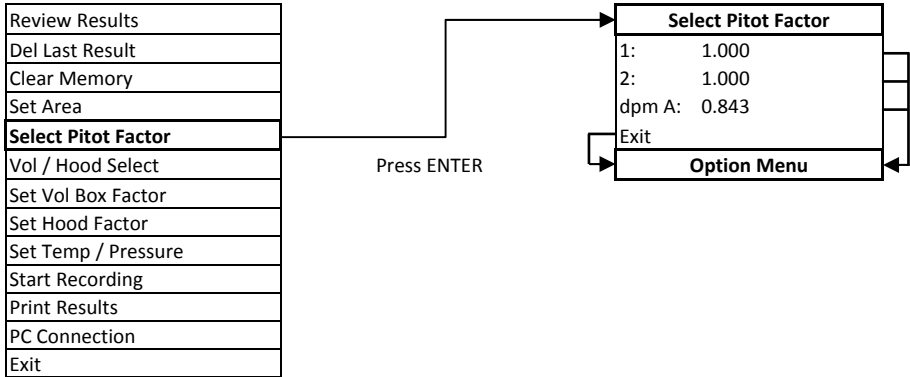 Review Results
Del Last Result
Clear Memory
Set Area
Select Pitot Factor
Vol / Hood Select
Set Vol Box Factor
Set Hood Factor
Set Temp / Pressure
Start Recording
Print Results
PC Connection
Exit
Press ENTER
Select Pitot Factor
1: 1.000
2: 1.000
dpm A: 0.843
Exit
Option Menu